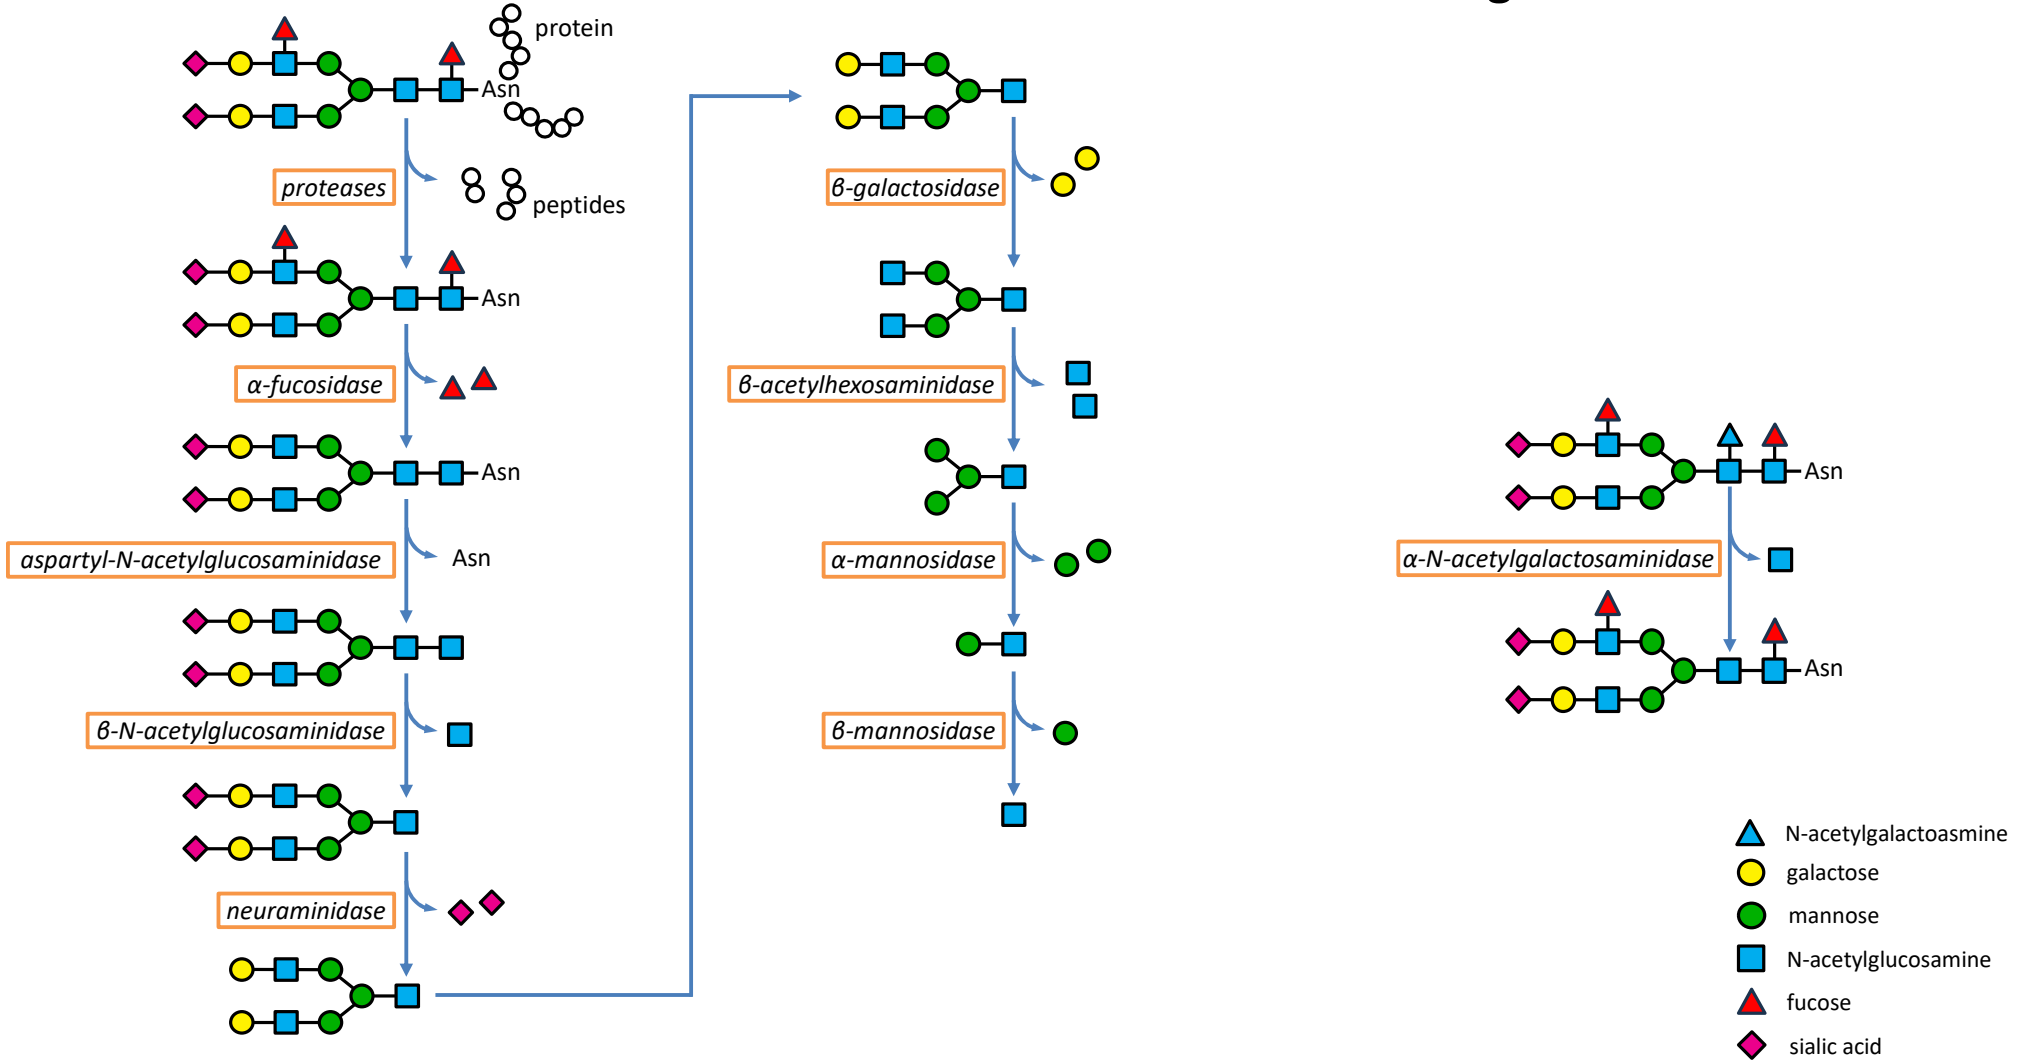 protein
Asn
proteases
peptides
Asn
α-fucosidase
Asn
aspartyl-N-acetylglucosaminidase
Asn
β-N-acetylglucosaminidase
neuraminidase
β-galactosidase
β-acetylhexosaminidase
α-mannosidase
β-mannosidase
Asn
α-N-acetylgalactosaminidase
Asn
N-acetylgalactoasmine
galactose
mannose
N-acetylglucosamine
fucose
sialic acid